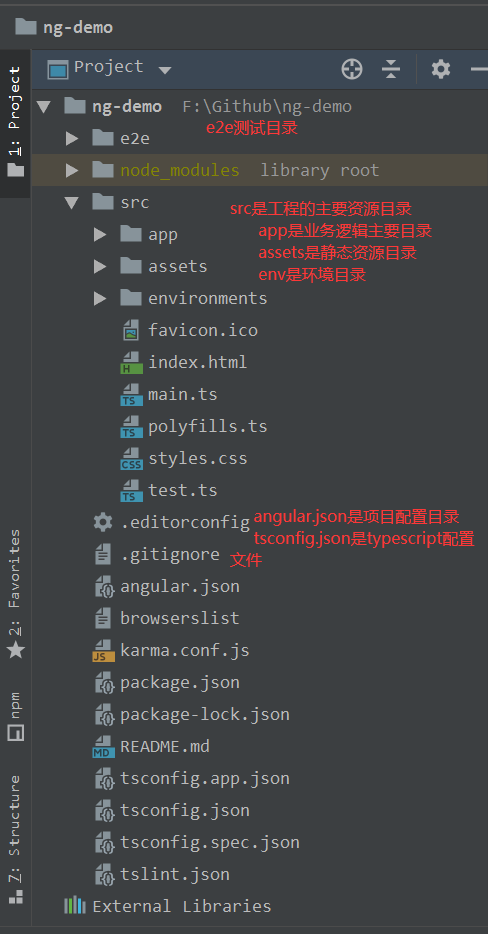 ng-demo
Project
1: Project
ng-demo F:\Github\ng-demo
e2e测试目录
e2e
node_modules library root
src
src是工程的主要资源目录
app
app是业务逻辑主要目录
assets是静态资源目录
assets
env是环境目录
environments
favicon.ico
index.html
main.ts
polyfills.ts
styles.css
test.ts
.editorconfig
angular.json是项目配置目录
tsconfig.json是typescript配置
文件
.gitignore
angular.json
browserslist
karma.conf.js
package.json
package-lock.json
README.md
tsconfig.app.json
tsconfig.json
tsconfig.spec.json
tslint.json
External Libraries
2: Favorites
npm
7: Structure
H
TS
TS
CSS
TS
JS
MD